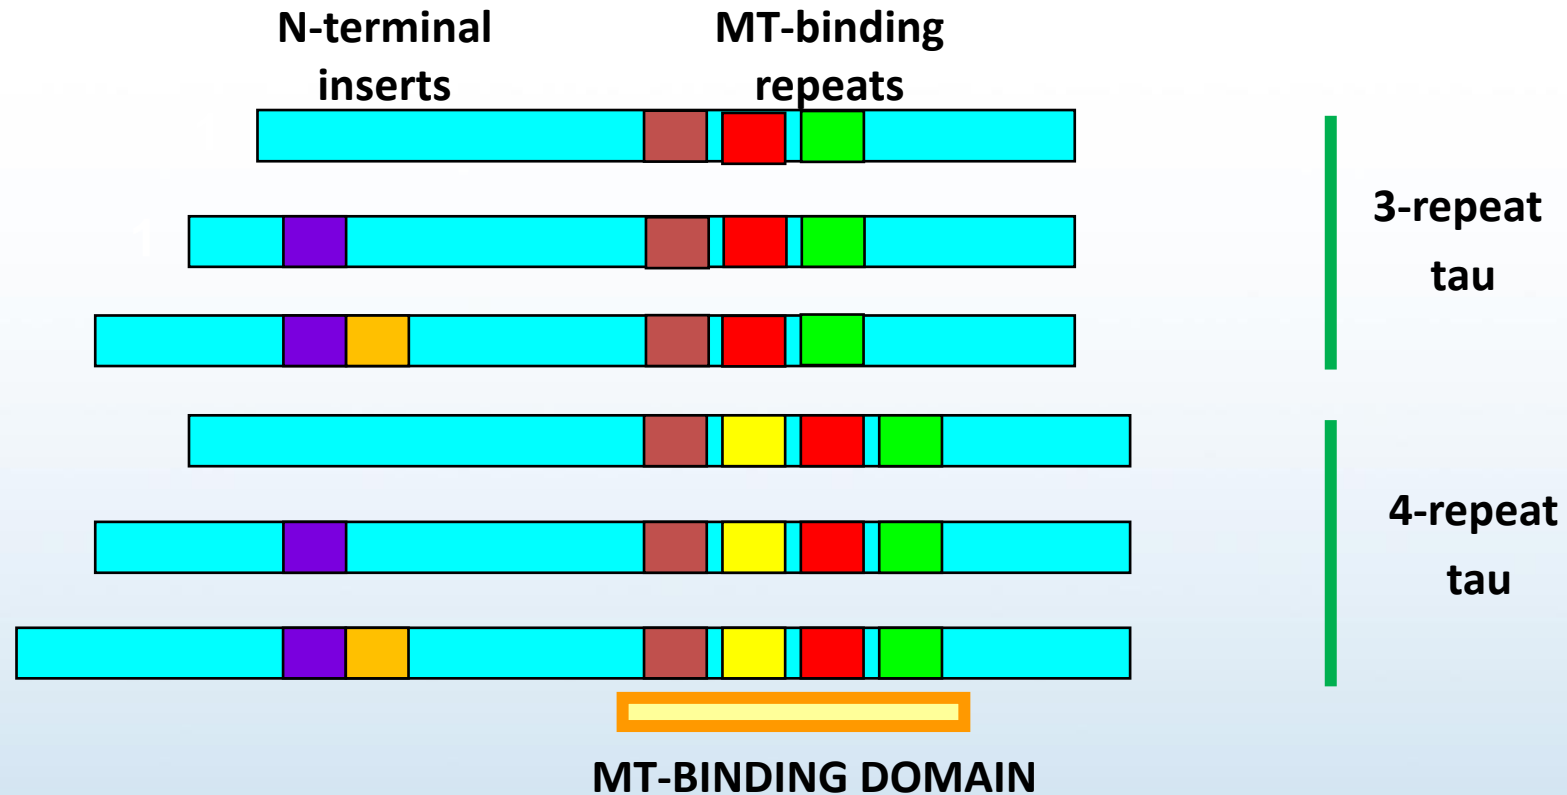 N-terminal
inserts
MT-binding
repeats
3-repeat
tau
4-repeat
tau
MT-BINDING DOMAIN